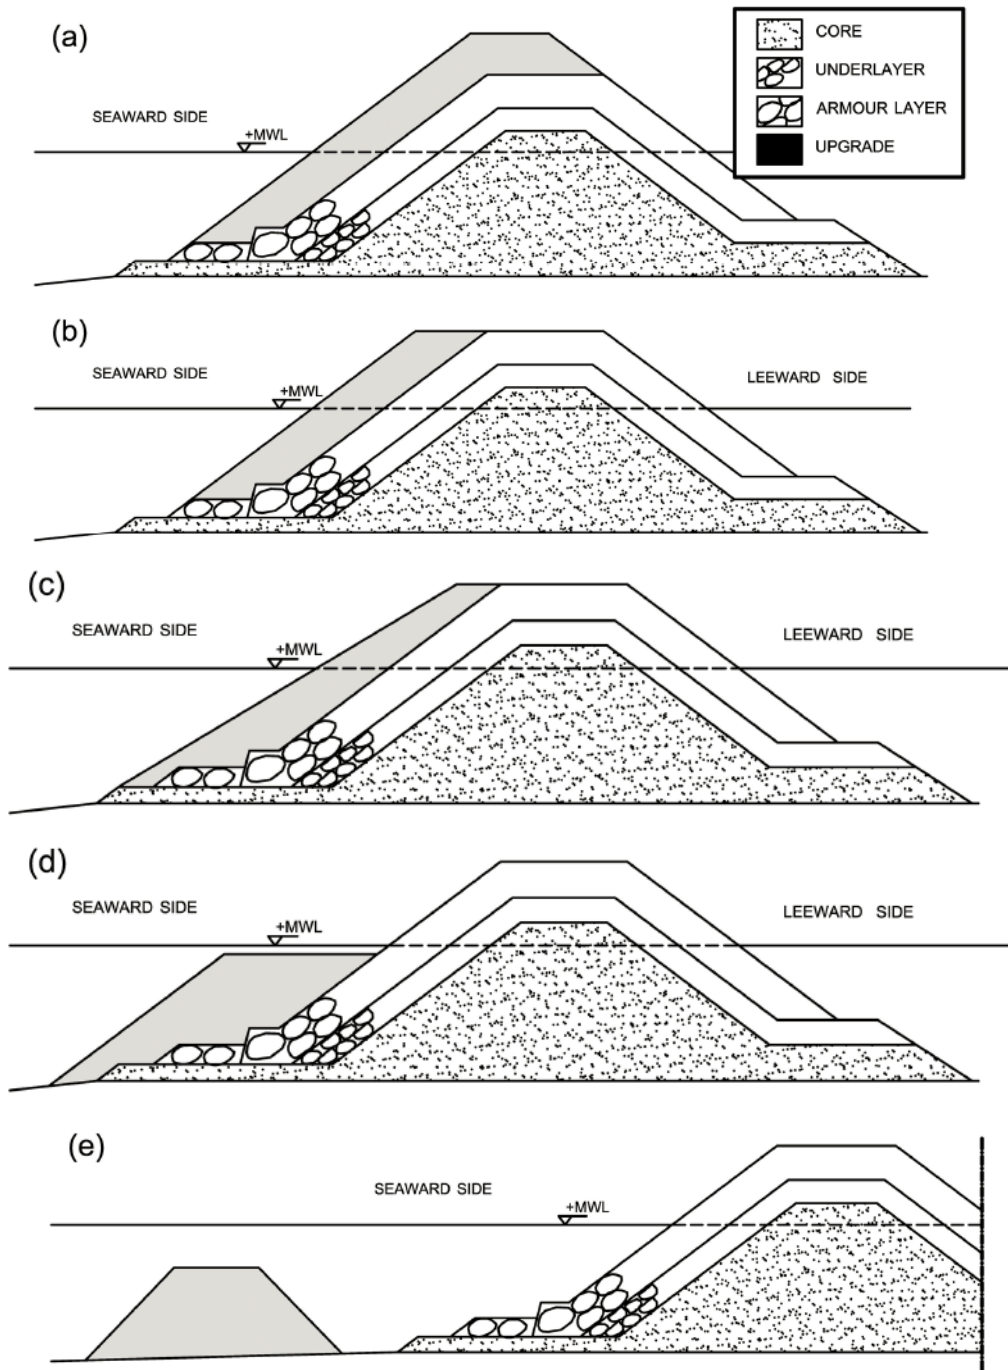 (a)
CORE
UNDERLAYER
ARMOUR LAYER
UPGRADE
SEAWARD SIDE
+MWL
(b)
SEAWARD SIDE
+MWL
LEEWARD SIDE
(c)
SEAWARD SIDE
+MWL
LEEWARD SIDE
(d)
SEAWARD SIDE
+MWL
LEEWARD SIDE
(e)
SEAWARD SIDE
+MWL